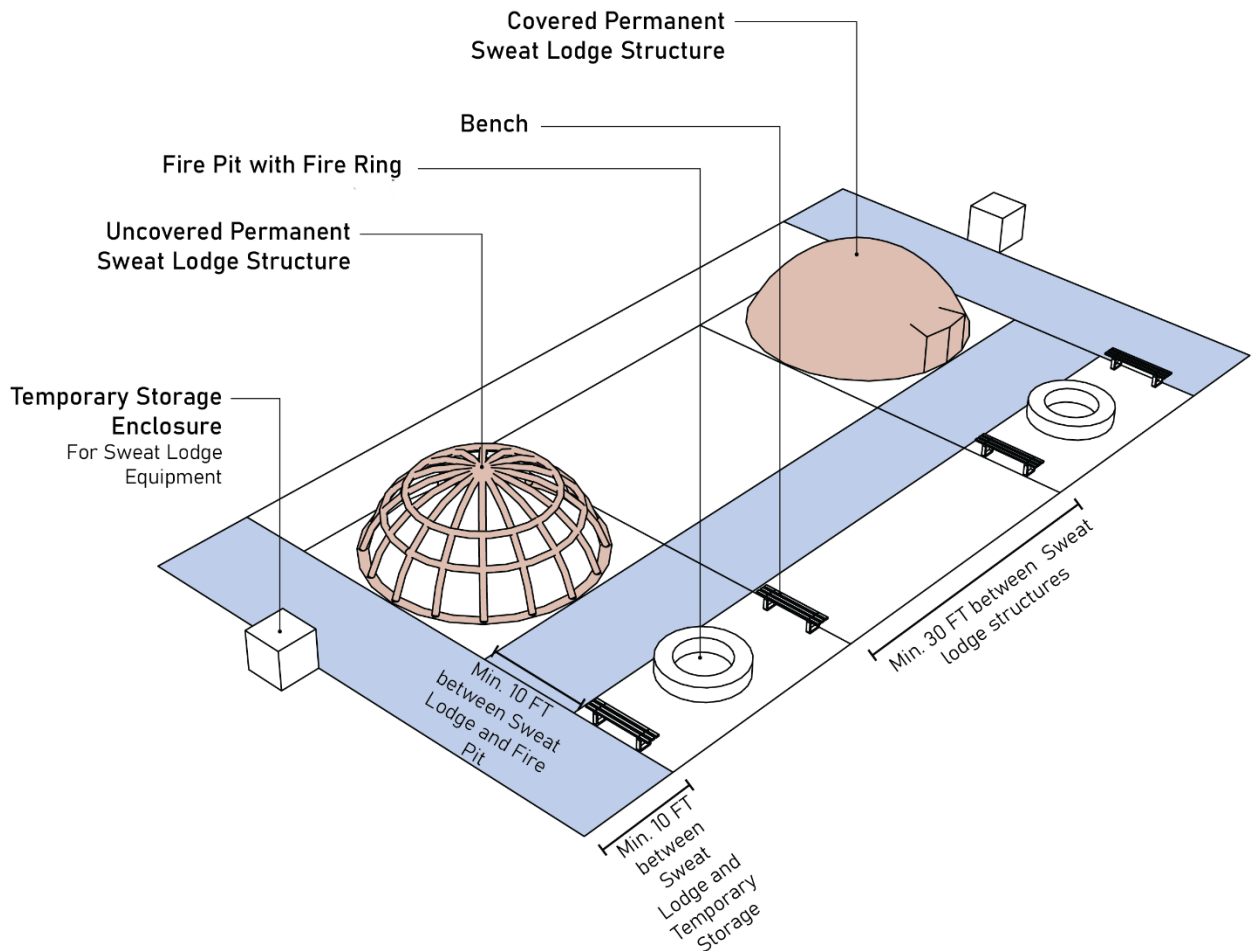 Covered Permanent
Sweat Lodge Structure
Bench
Fire Pit with Fire Ring
Uncovered Permanent
Sweat Lodge Structure
Temporary Storage
Enclosure
For Sweat Lodge
Equipment
Min. 10 FT
between Sweat
Lodge and Fire
Pit
Min. 30 FT between Sweat
lodge structures
Min. 10 FT
between
Sweat
Lodge and
Temporary
Storage